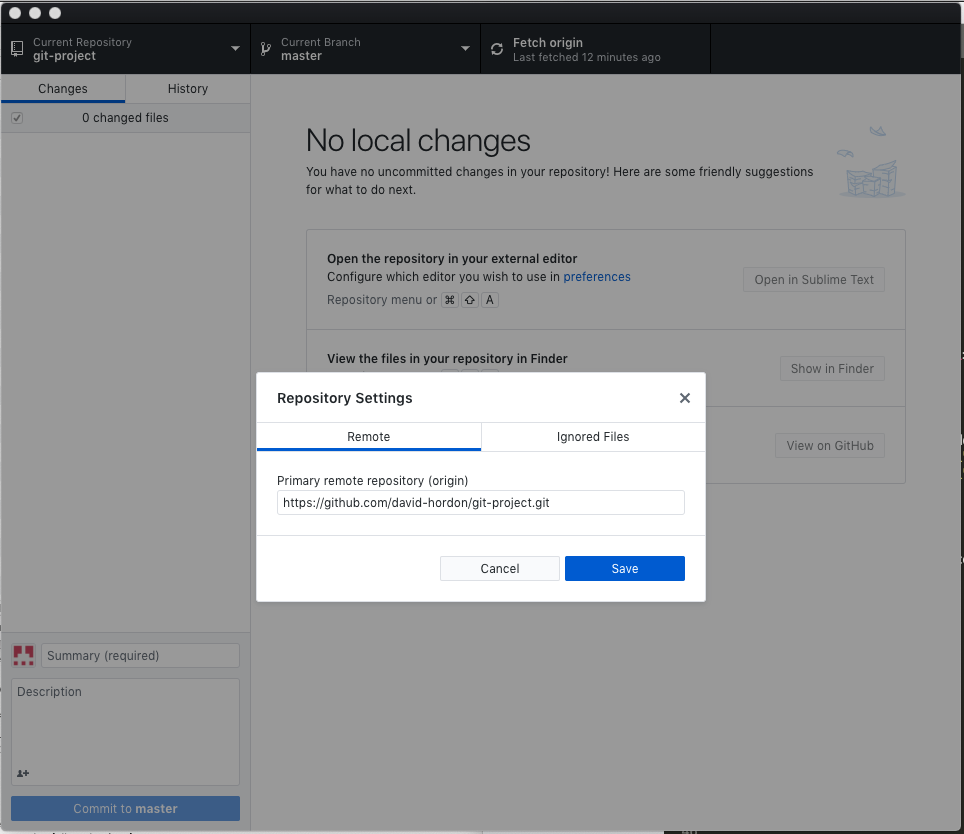 Current Repository
git-project
Current Branch
master
Fetch origin
Last fetched 12 minutes ago
Changes
History
0 changed files
No local changes
You have no uncommitted changes in your repository! Here are some friendly suggestions
for what to do next.
Open the repository in your external editor
Configure which editor you wish to use in preferences
Repository menu or ⌘ ⇧ A
Open in Sublime Text
View the files in your repository in Finder
Show in Finder
View on GitHub
Repository Settings
Remote
Ignored Files
Primary remote repository (origin)
https://github.com/david-hordon/git-project.git
Cancel
Save
Summary (required)
Description
Commit to master